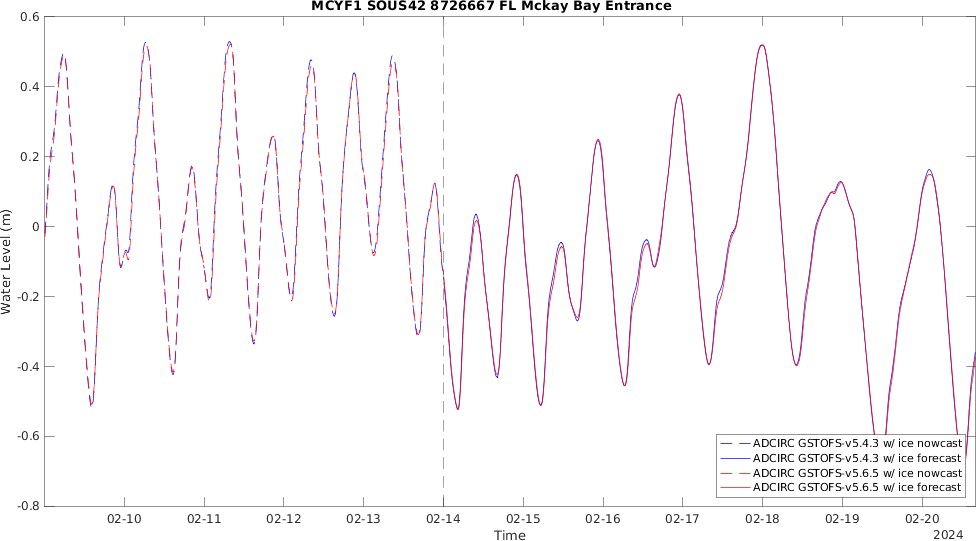 MCYF1 SOUS42 8726667 FL Mckay Bay Entrance
0.6
0.4
0.2
0
-0.2
-0.4
-0.6
-0.8
Water Level (m)
ADCIRC GSTOFS-v5.4.3 w/ ice nowcast
ADCIRC GSTOFS-v5.4.3 w/ ice forecast
ADCIRC GSTOFS-v5.6.5 w/ ice nowcast
ADCIRC GSTOFS-v5.6.5 w/ ice forecast
02-10 02-11 02-12 02-13 02-14 02-15 02-16 02-17 02-18 02-19 02-20
Time
2024